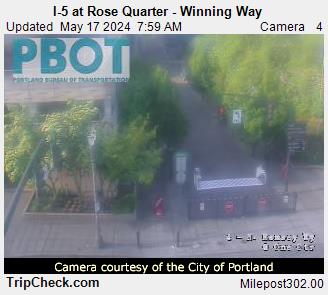 I-5 at Rose Quarter - Winning Way
Updated May 17 2024 7:59 AM Camera 4
PBOT
PORTLAND BUREAU OF TRANSPORTATION
Camera courtesy of the City of Portland
TripCheck.com Milepost302.00